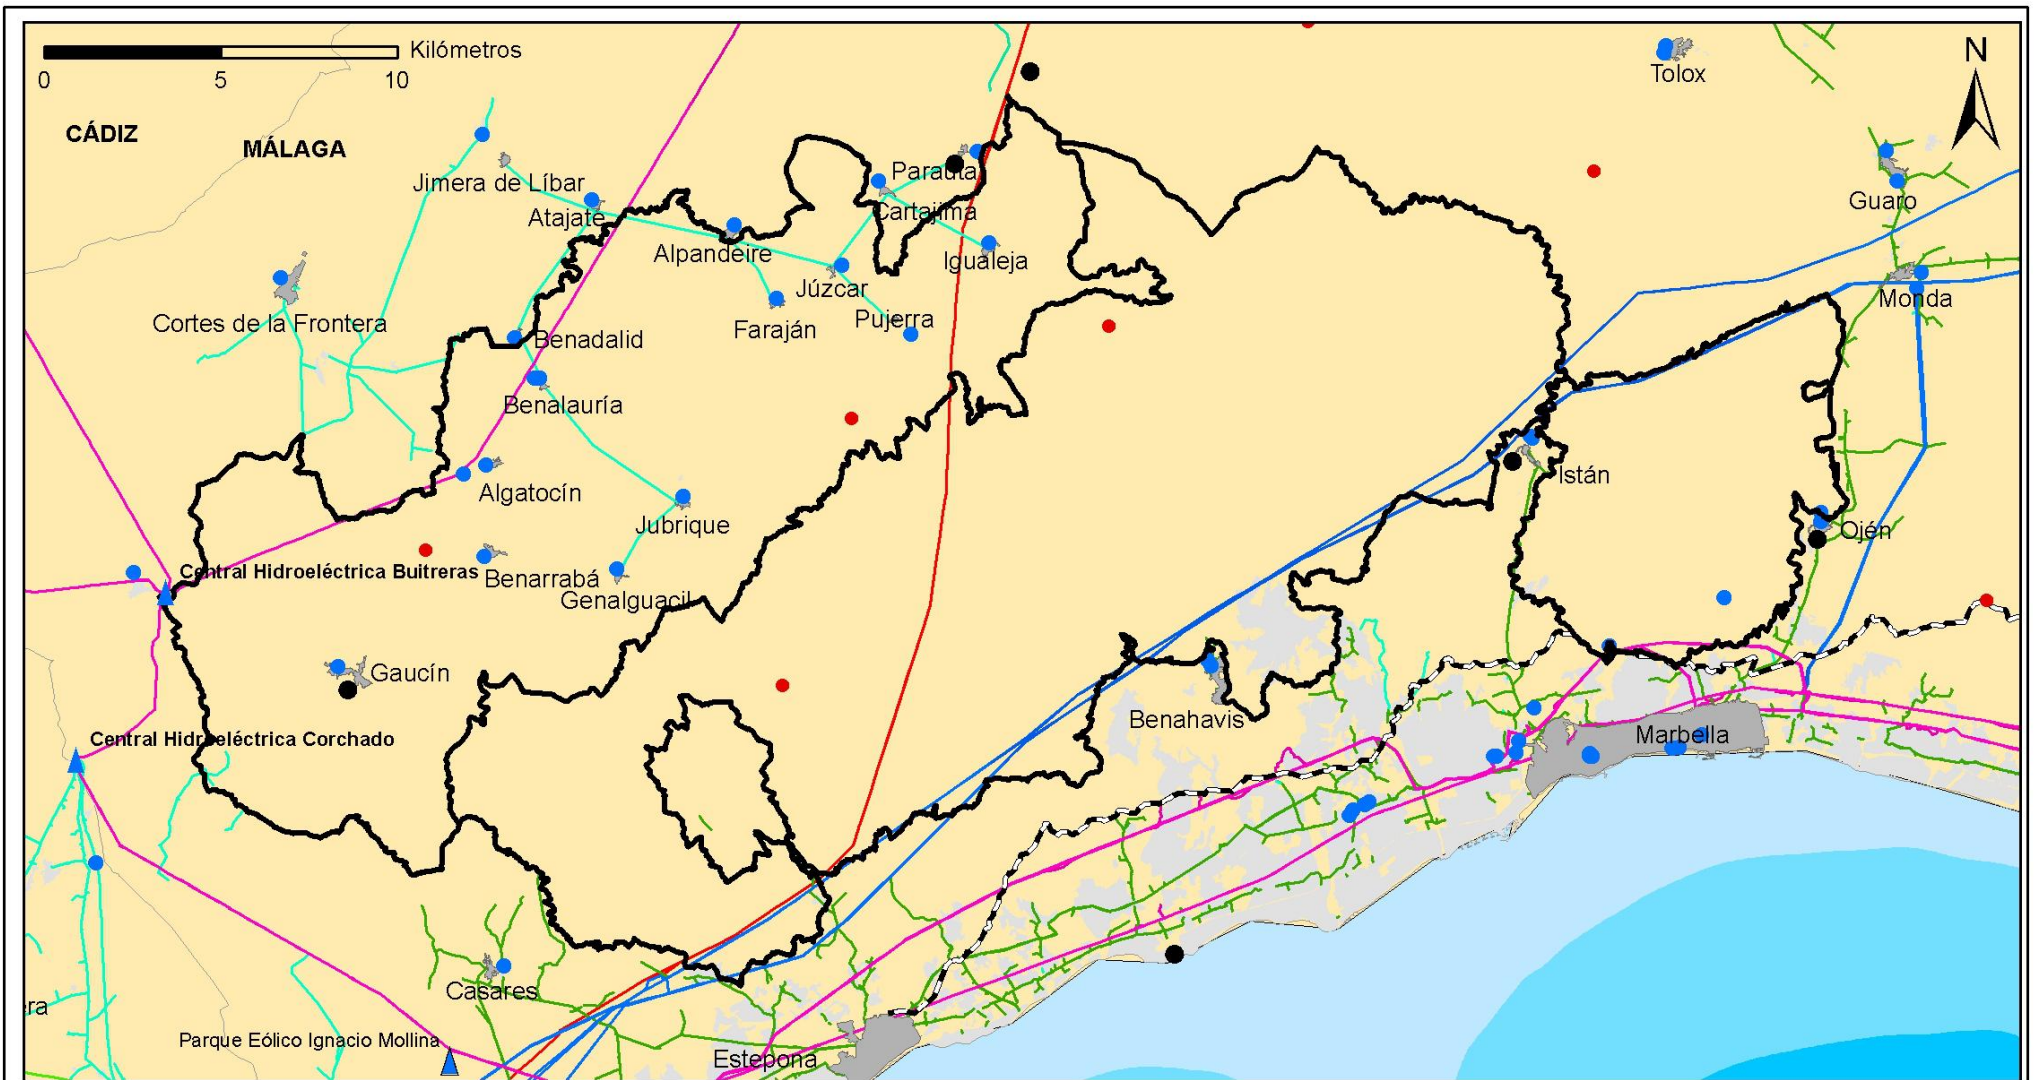 Kilómetros
0 5 10
N
Tolox
CÁDIZ
MÁLAGA
Jimera de Líbar
Parauta
Guaro
Atajate
Cartajima
Alpandeire
Igualeja
Júzcar
Monda
Cortes de la Frontera
Faraján
Pujerra
Benadalid
Benalauría
Istán
Algatocín
Jubrique
Ojén
Central Hidroeléctrica Buitreras
Benarrabá
Genalguacil
Gaucín
Benahavis
Central Hidroeléctrica Corchado
Marbella
Casares
era
Parque Eólico Ignacio Mollina
Estepona